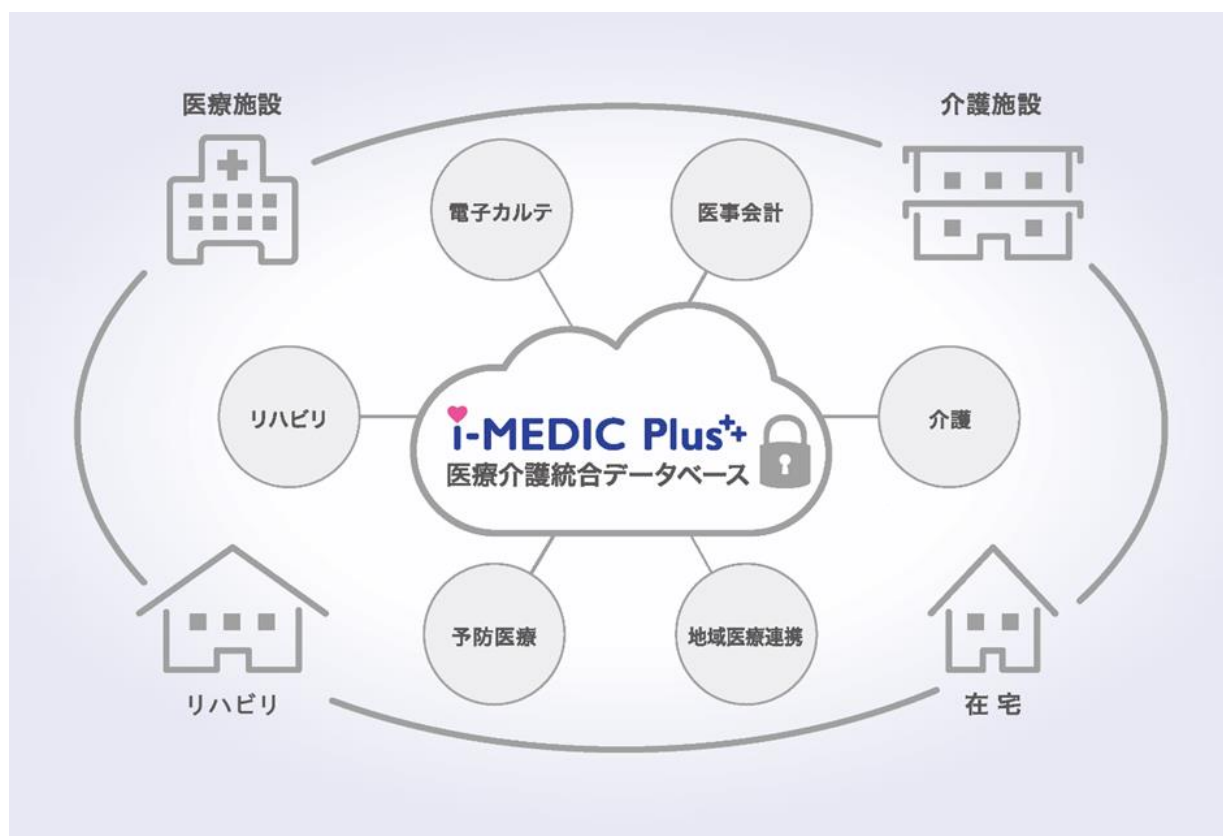 医療施設
介護施設
電子カルテ
医事会計
リハビリ
i-MEDIC Plus++
医療介護統合データベース
介護
予防医療
地域医療連携
リハビリ
在宅